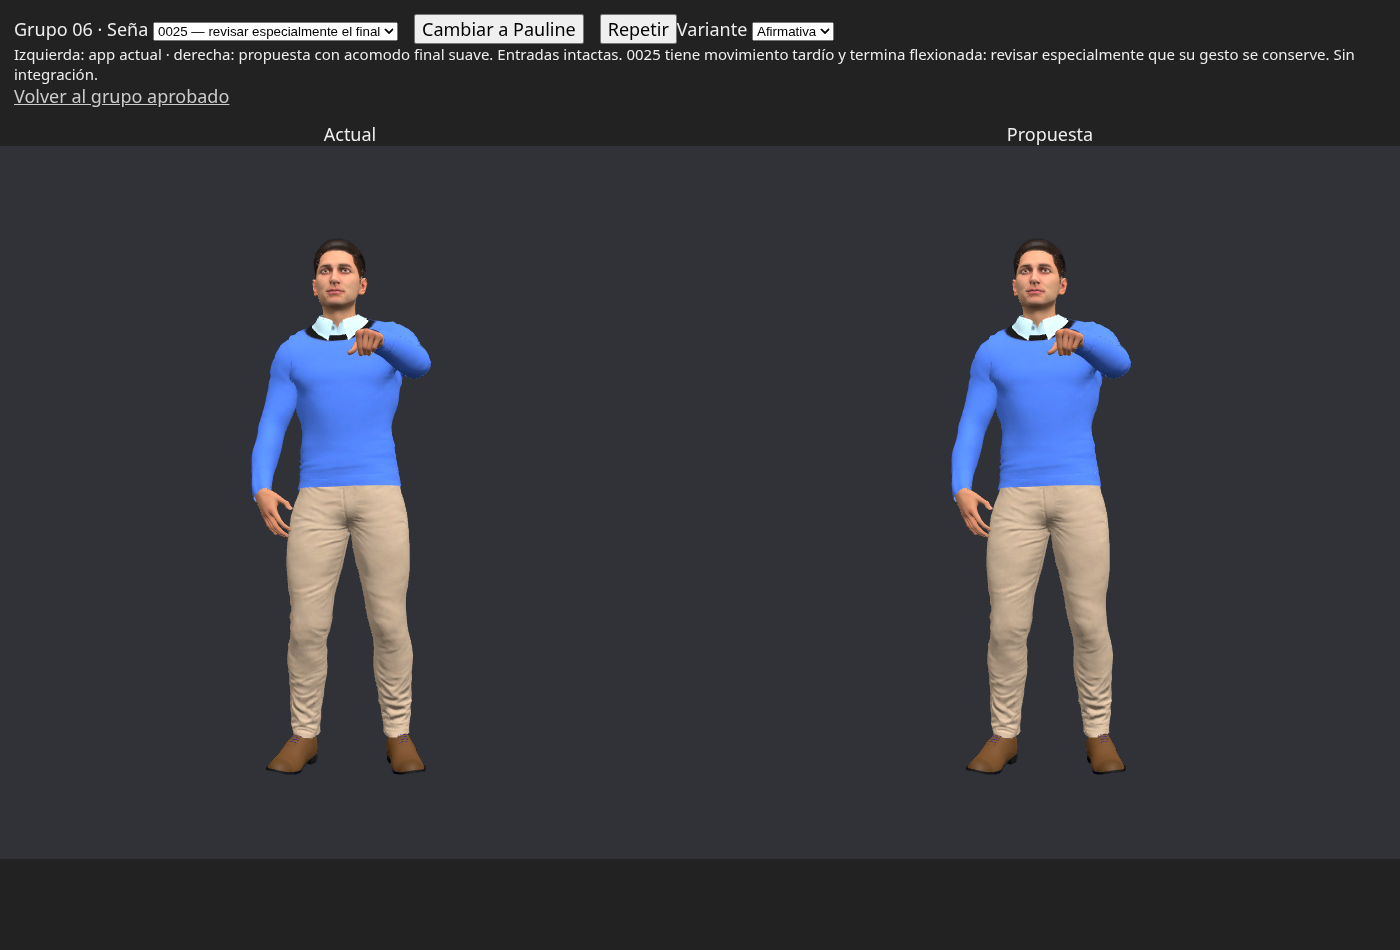 Grupo 06 · Seña 0025 — revisar especialmente el final Cambiar a Pauline Repetir Variante Afirmativa
Izquierda: app actual · derecha: propuesta con acomodo final suave. Entradas intactas. 0025 tiene movimiento tardío y termina flexionada: revisar especialmente que su gesto se conserve. Sin
integración.
Volver al grupo aprobado
Actual Propuesta